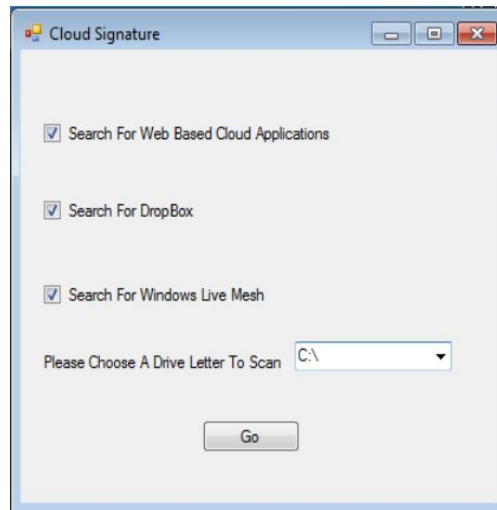 Cloud Signature
Search For Web Based Cloud Applications
Search For DropBox
Search For Windows Live Mesh
Please Choose A Drive Letter To Scan C:\
Go